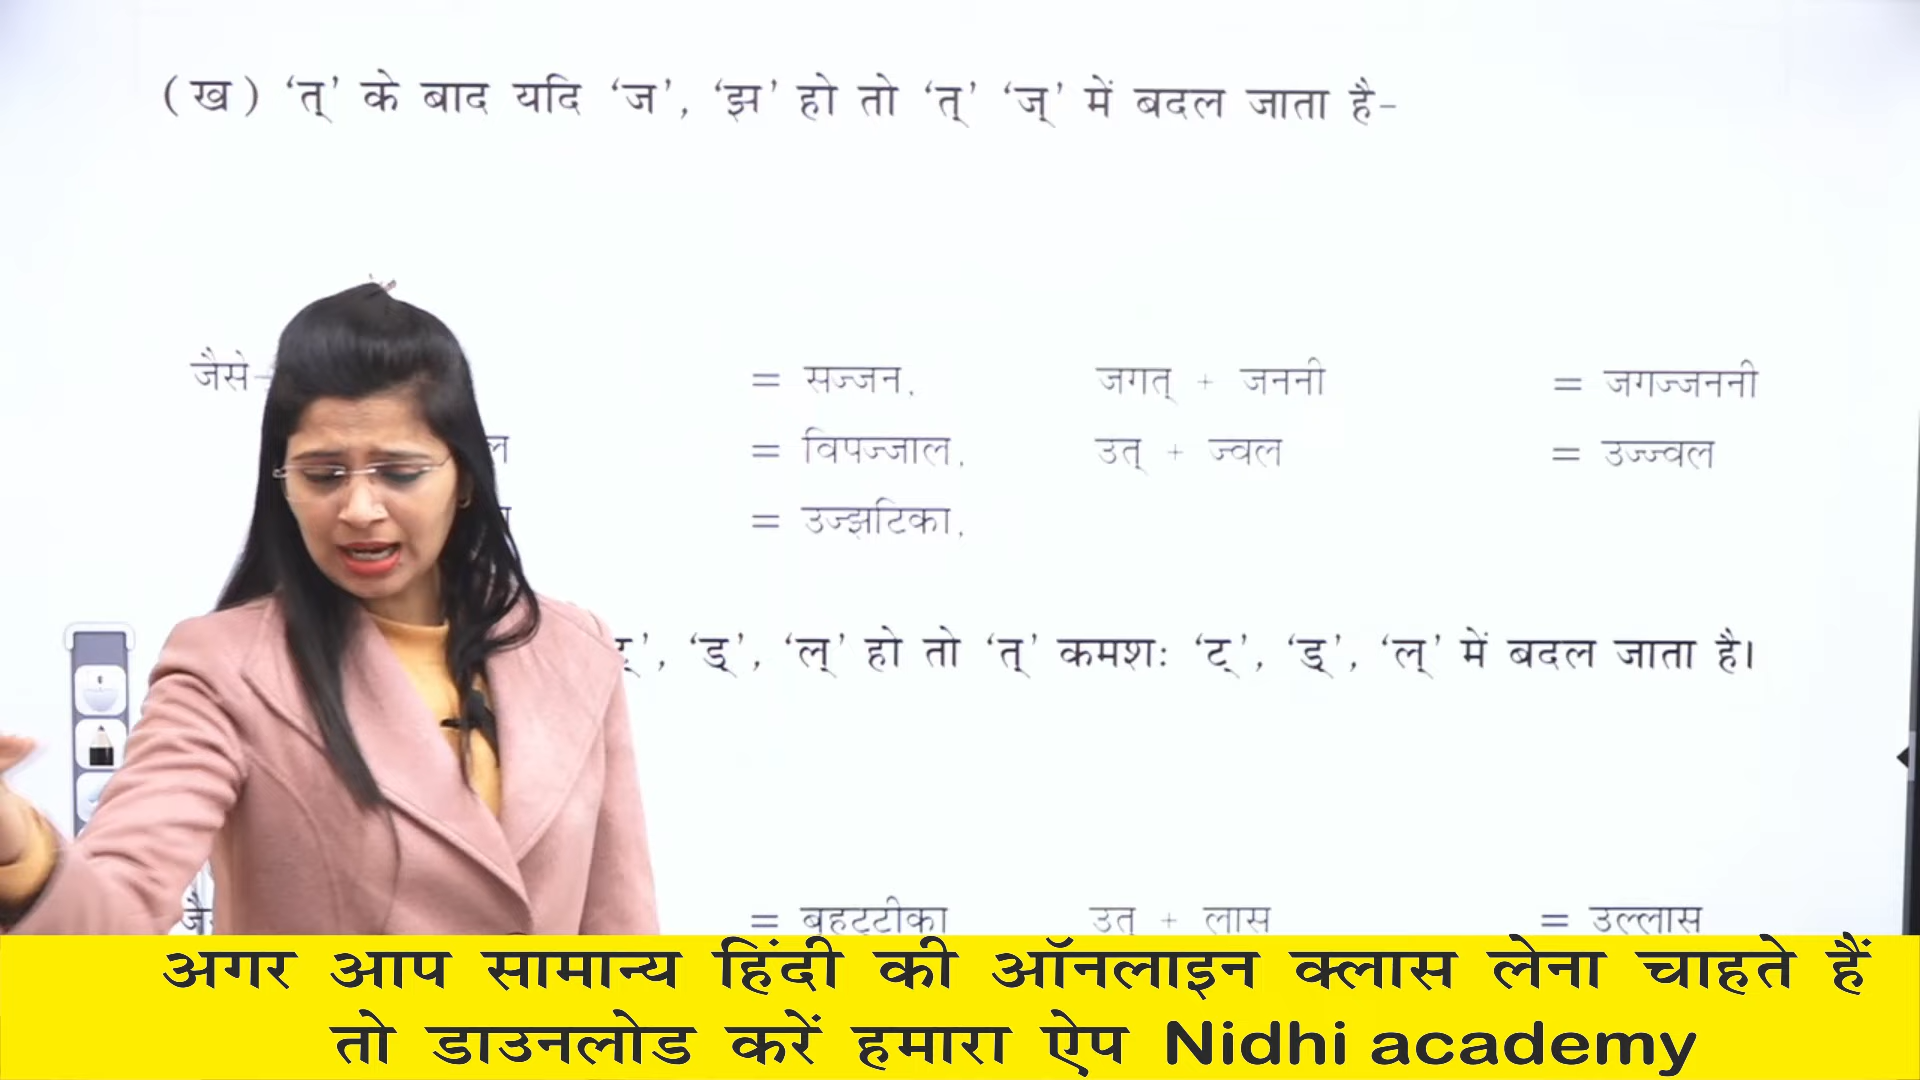 (ख) ‘त्’ के बाद यदि ‘ज’, ‘झ’ हो तो ‘त्’ ‘ज्’ में बदल जाता है-
जैसे- = सज्जन, जगत् + जननी = जगज्जननी
= विपज्जाल, उत् + ज्वल = उज्ज्वल
= उज्झटिका,
‘ड्’, ‘ल्’ हो तो ‘त्’ कमशः ‘ट्’, ‘ड्’, ‘ल्’ में बदल जाता है।
= बृहट्टीका उत् + लास = उल्लास
अगर आप सामान्य हिंदी की ऑनलाइन क्लास लेना चाहते हैं
तो डाउनलोड करें हमारा ऐप Nidhi academy